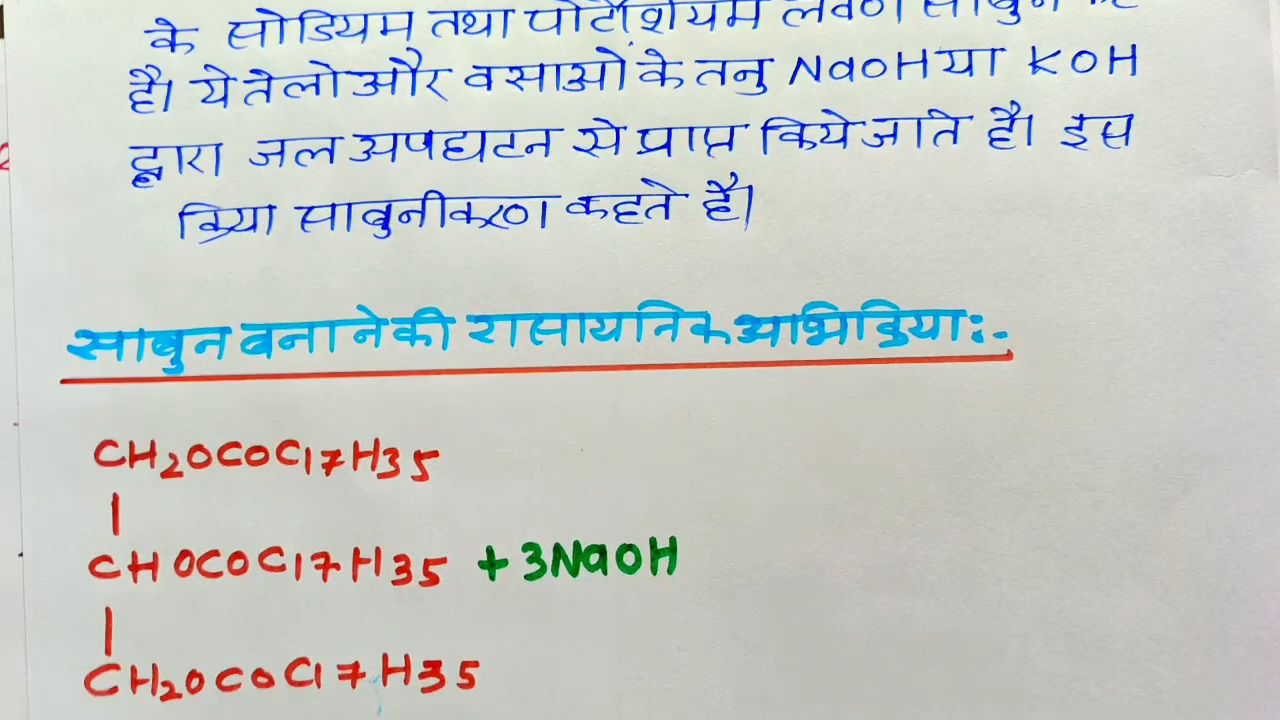 के सोडियम तथा पोटेशियम लवण साबुन
है। ये तेलो और वसाओं के तनु NaOH या KOH
द्वारा जल अपघटन से प्राप्त किये जाते है। इस
क्रिया साबुनीकरण कहते है।
साबुन बनाने की रासायनिक अभिक्रिया:-
CH2OCOC17H35
|
CHOCOC17H35 + 3NaOH
|
CH2OCOC17H35